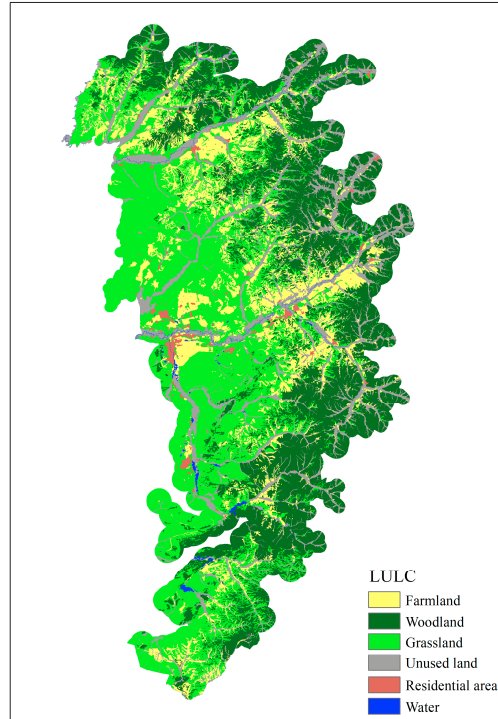 LULC
Farmland
Woodland
Grassland
Unused land
Residential area
Water